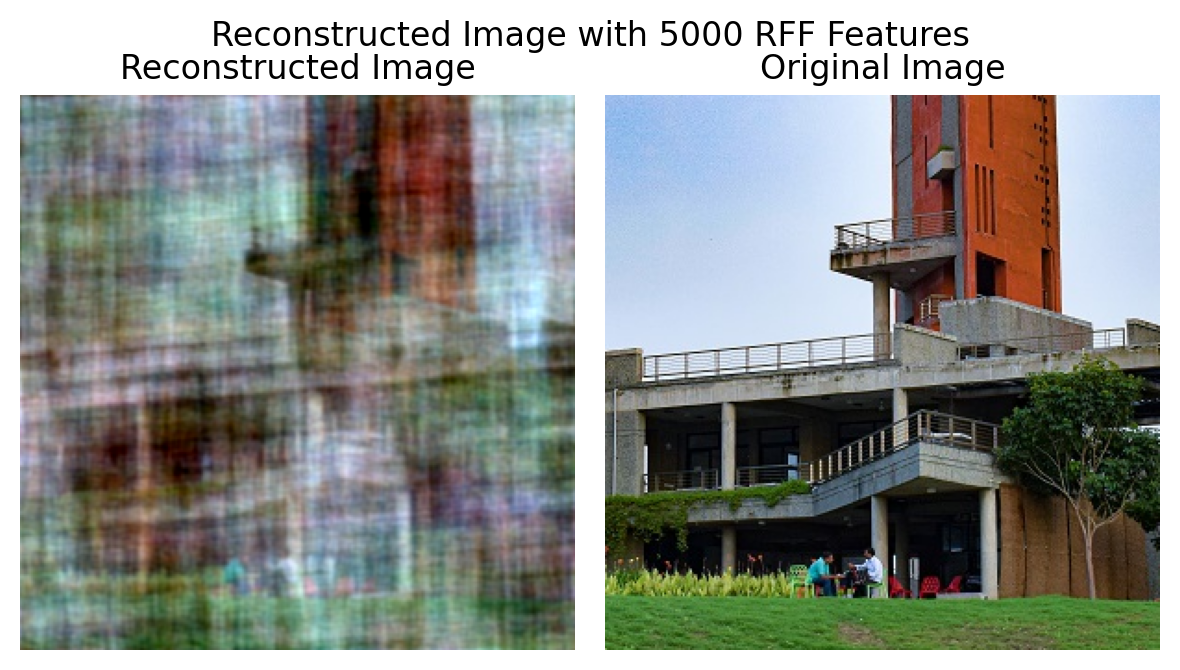 Reconstructed Image with 5000 RFF Features
Reconstructed Image
Original Image